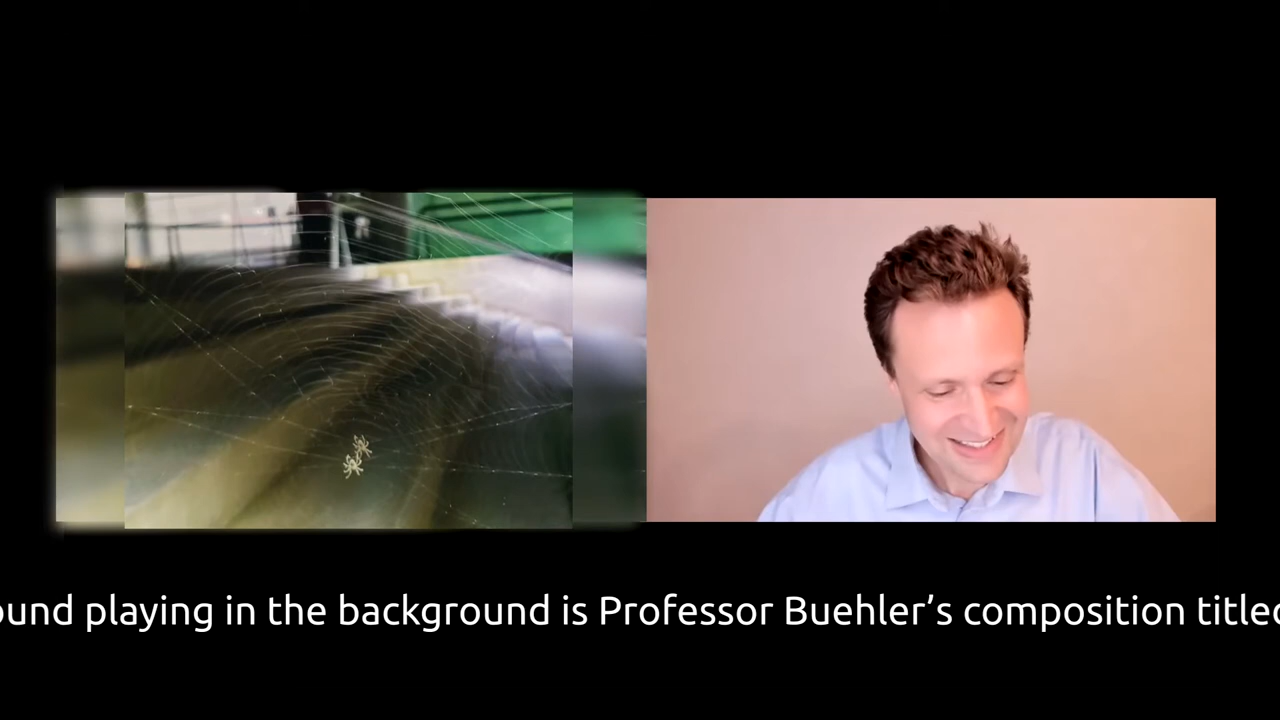 ound playing in the background is Professor Buehler’s composition titled